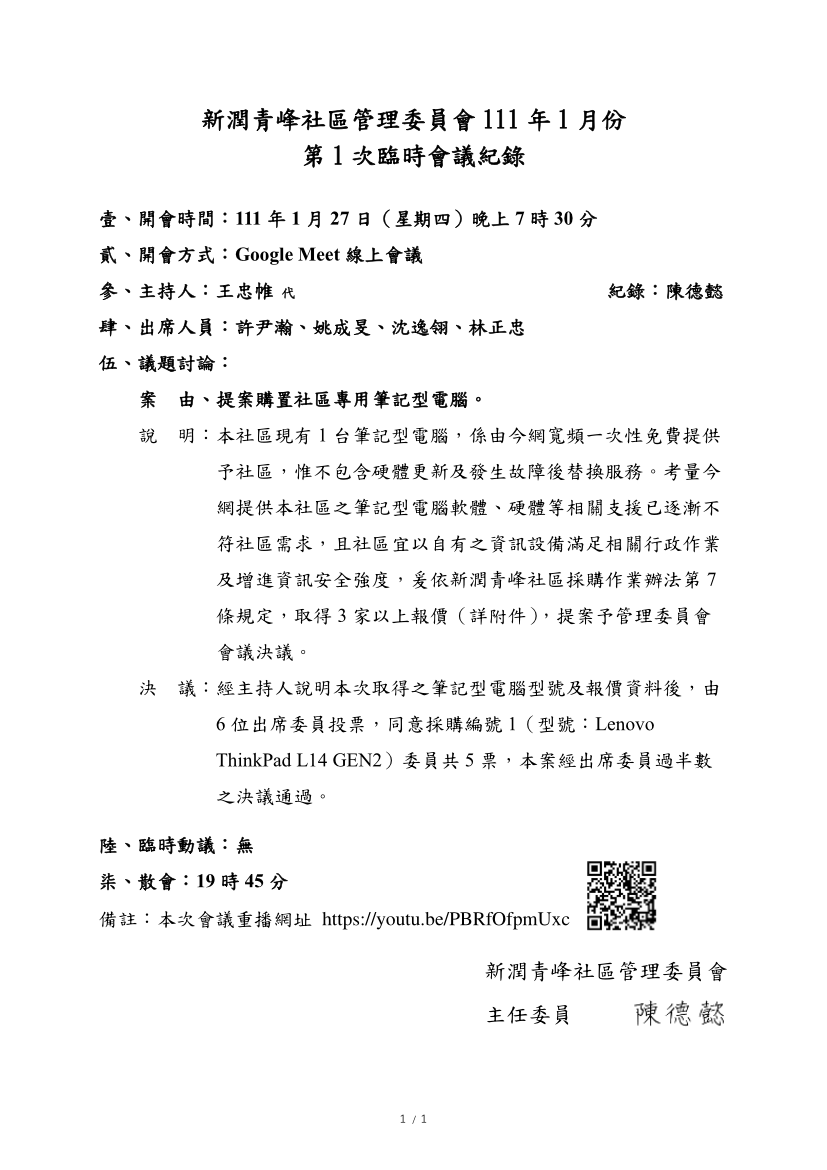 新潤青峰社區管理委員會 111 年 1 月份
第 1 次臨時會議紀錄
壹、開會時間：111 年 1 月 27 日（星期四）晚上 7 時 30 分
貳、開會方式：Google Meet 線上會議
參、主持人：王忠帷 代 紀錄：陳德懿
肆、出席人員：許尹瀚、姚成旻、沈逸翎、林正忠
伍、議題討論：
案　由、提案購置社區專用筆記型電腦。
說　明：本社區現有 1 台筆記型電腦，係由今網寬頻一次性免費提供
予社區，惟不包含硬體更新及發生故障後替換服務。考量今
網提供本社區之筆記型電腦軟體、硬體等相關支援已逐漸不
符社區需求，且社區宜以自有之資訊設備滿足相關行政作業
及增進資訊安全強度，爰依新潤青峰社區採購作業辦法第 7
條規定，取得 3 家以上報價（詳附件），提案予管理委員會
會議決議。
決　議：經主持人說明本次取得之筆記型電腦型號及報價資料後，由
6 位出席委員投票，同意採購編號 1（型號：Lenovo
ThinkPad L14 GEN2）委員共 5 票，本案經出席委員過半數
之決議通過。
陸、臨時動議：無
柒、散會：19 時 45 分
備註：本次會議重播網址 https://youtu.be/PBRfOfpmUxc
新潤青峰社區管理委員會
主任委員 陳德懿
1 / 1